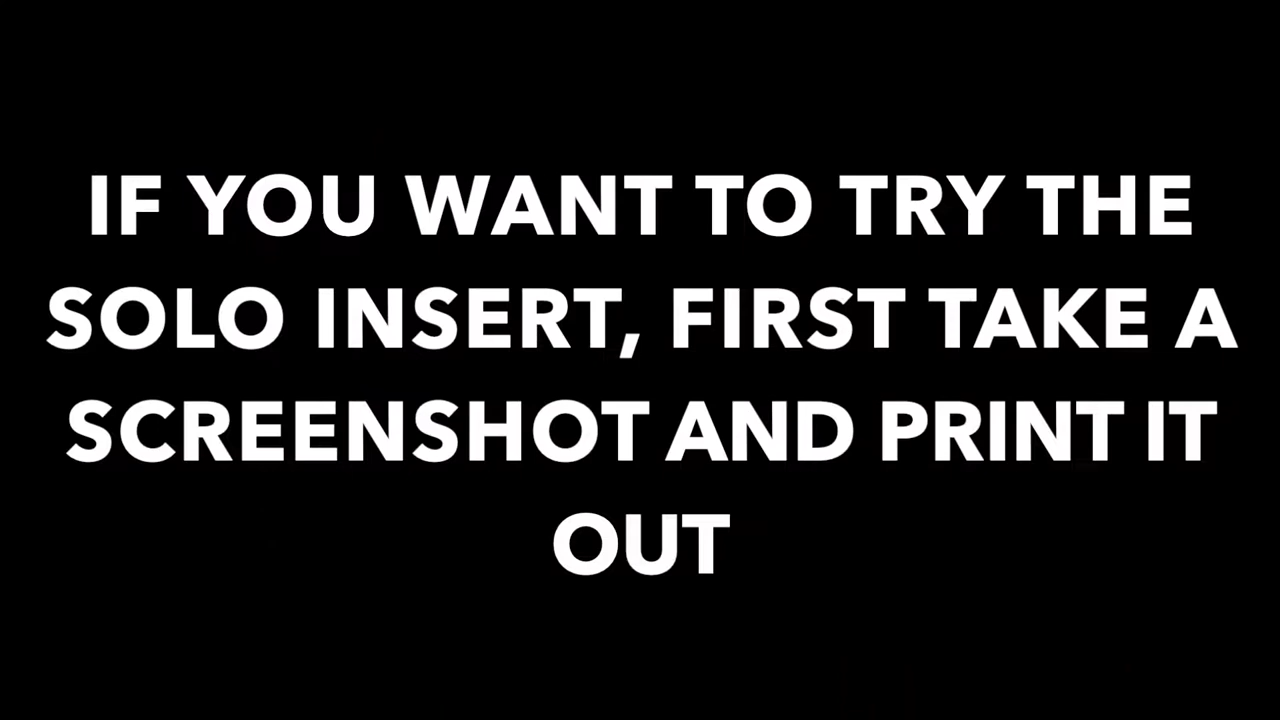 IF YOU WANT TO TRY THE
SOLO INSERT, FIRST TAKE A
SCREENSHOT AND PRINT IT
OUT